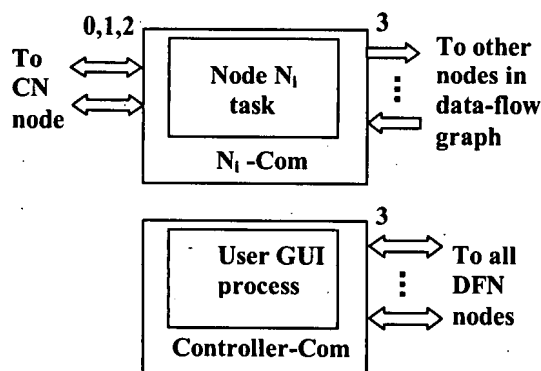 0,1,2
3
To
CN
node
Node Nᵢ
task
Nᵢ -Com
To other
nodes in
data-flow
graph
3
User GUI
process
Controller-Com
To all
DFN
nodes